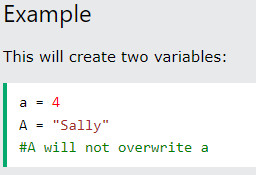 Example
This will create two variables:
a = 4
A = "Sally"
#A will not overwrite a